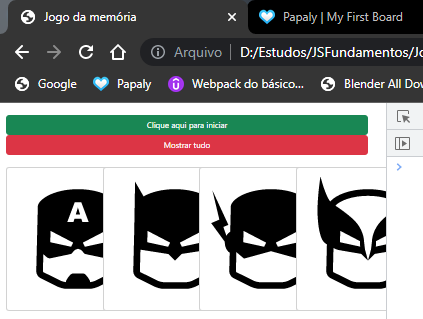 Jogo da memória
Papaly | My First Board
Arquivo | D:/Estudos/JSFundamentos/Jo
Google
Papaly
Webpack do básico...
Blender All Dow
Clique aqui para iniciar
Mostrar tudo
A